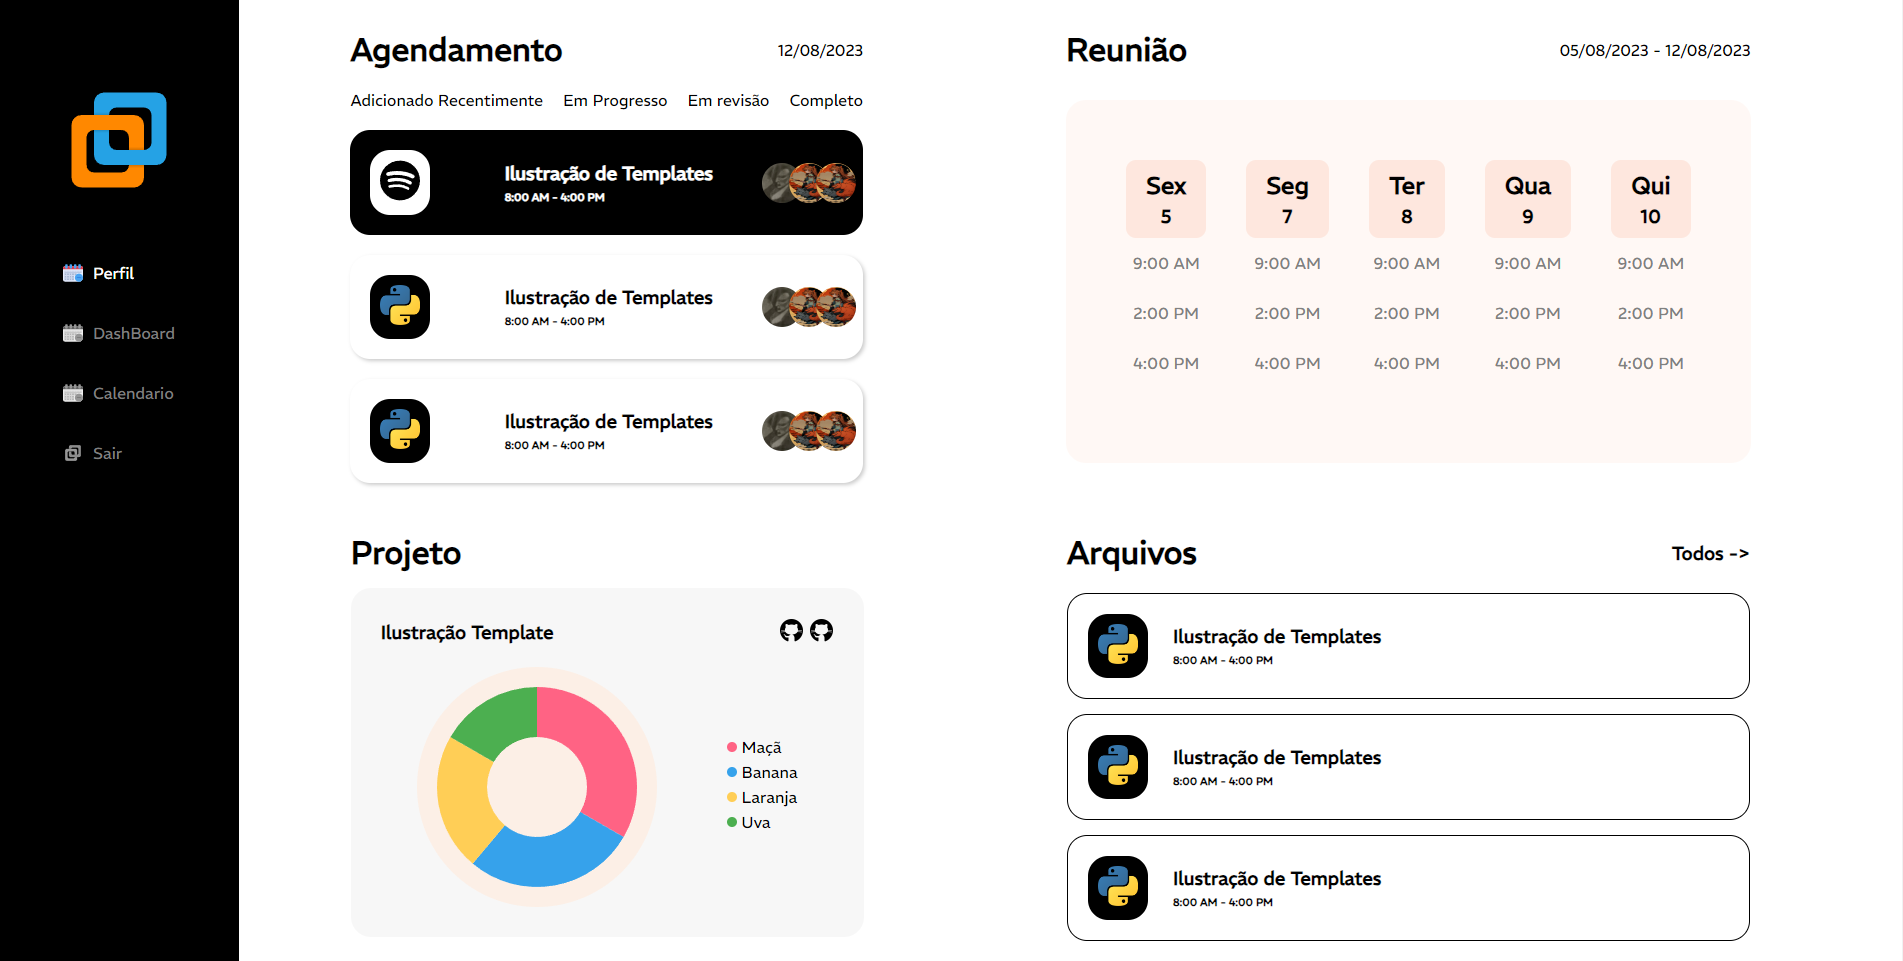 Perfil
DashBoard
Calendario
Sair
Agendamento 12/08/2023
Adicionado Recentimente Em Progresso Em revisão Completo
Ilustração de Templates
8:00 AM - 4:00 PM
Ilustração de Templates
8:00 AM - 4:00 PM
Ilustração de Templates
8:00 AM - 4:00 PM
Reunião 05/08/2023 - 12/08/2023
Sex Seg Ter Qua Qui
5 7 8 9 10
9:00 AM 9:00 AM 9:00 AM 9:00 AM 9:00 AM
2:00 PM 2:00 PM 2:00 PM 2:00 PM 2:00 PM
4:00 PM 4:00 PM 4:00 PM 4:00 PM 4:00 PM
Projeto
Ilustração Template
Maçã
Banana
Laranja
Uva
Arquivos Todos ->
Ilustração de Templates
8:00 AM - 4:00 PM
Ilustração de Templates
8:00 AM - 4:00 PM
Ilustração de Templates
8:00 AM - 4:00 PM